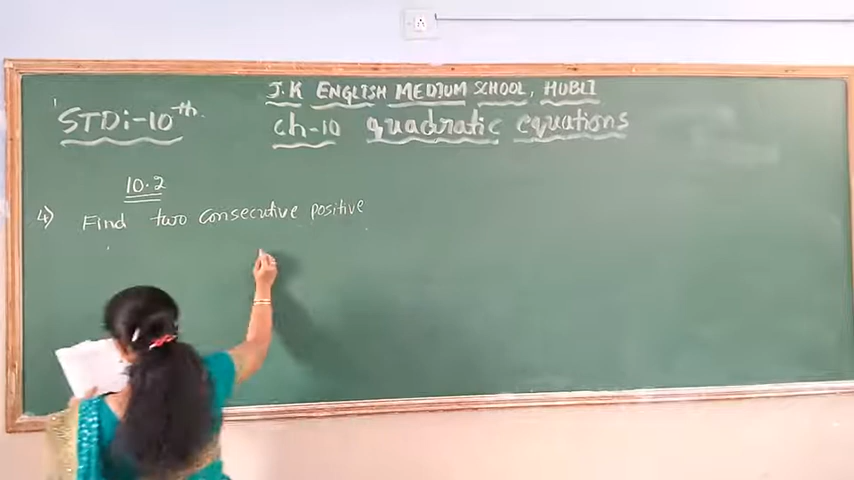 J.K ENGLISH MEDIUM SCHOOL, HUBLI
STD:-10th.
ch-10 quadratic equations
10.2
4) Find two consecutive positive